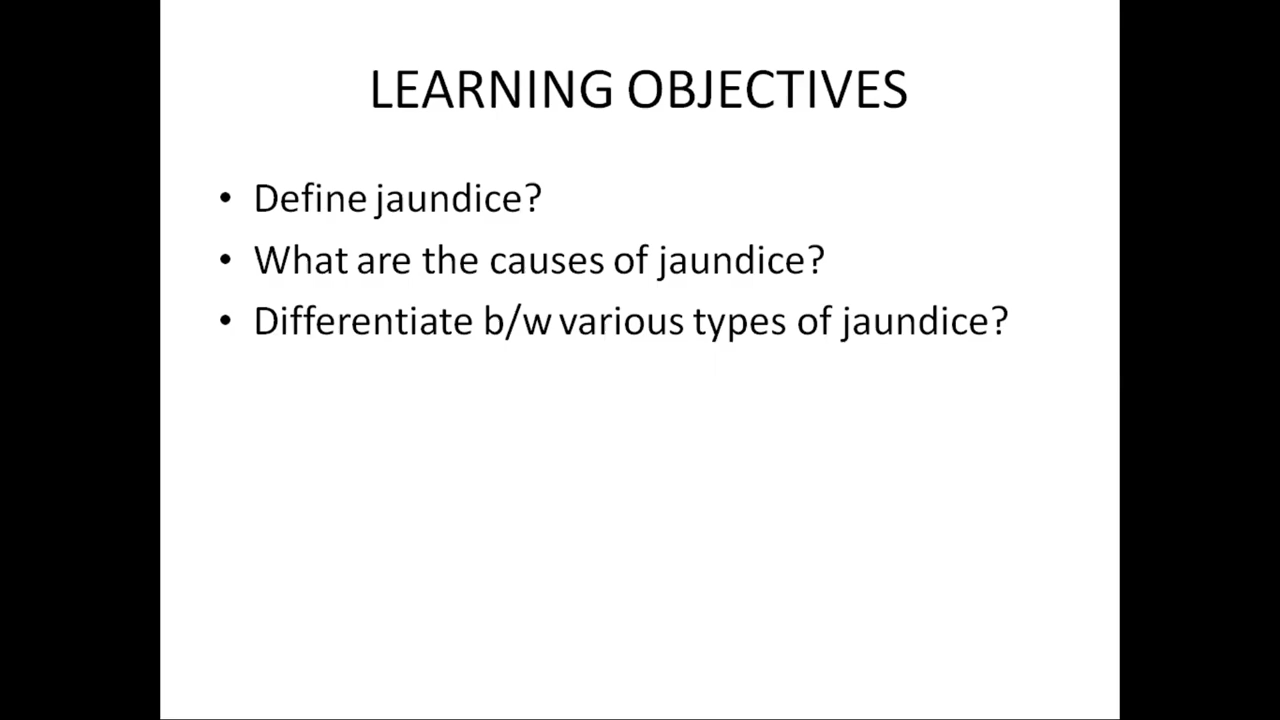 LEARNING OBJECTIVES
• Define jaundice?
• What are the causes of jaundice?
• Differentiate b/w various types of jaundice?